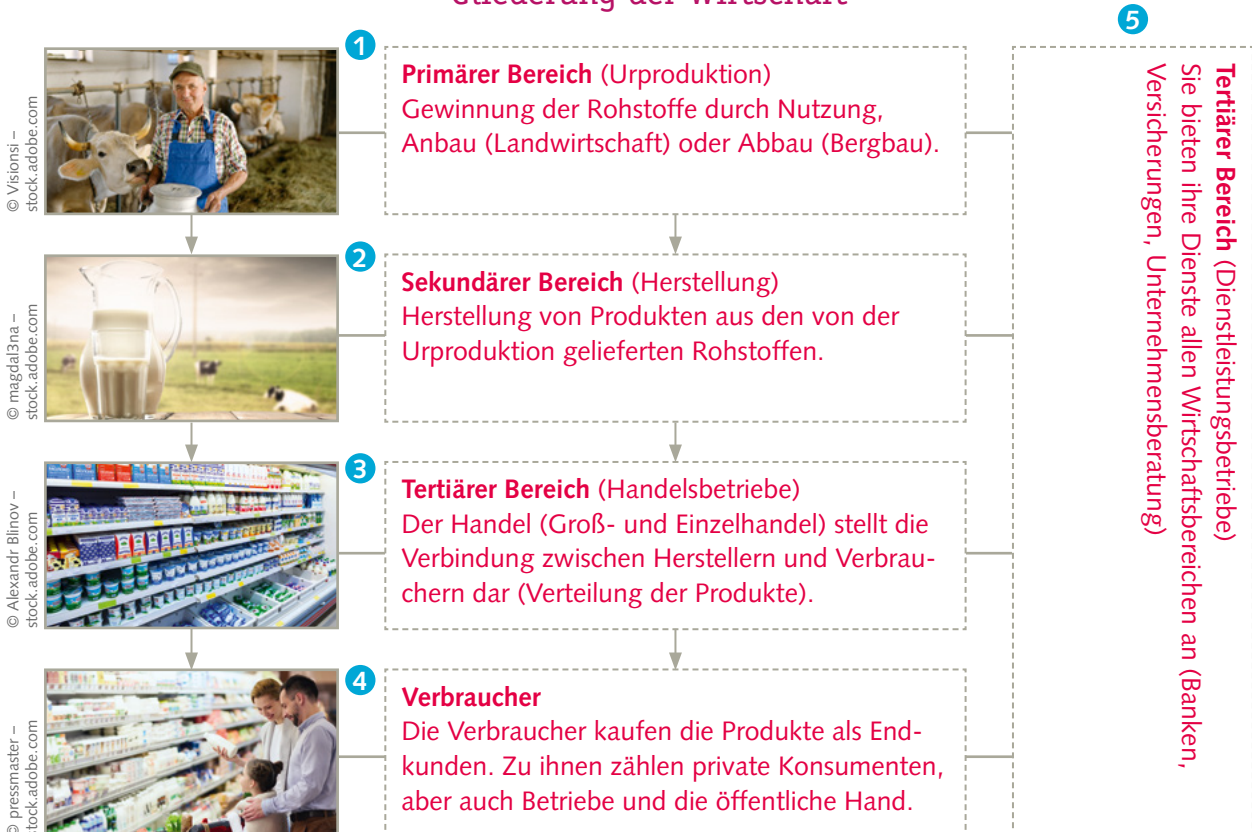 Gliederung der Wirtschaft
5
1
Primärer Bereich (Urproduktion)
Gewinnung der Rohstoffe durch Nutzung,
Anbau (Landwirtschaft) oder Abbau (Bergbau).
© Visionsi –
stock.adobe.com
2
Sekundärer Bereich (Herstellung)
Herstellung von Produkten aus den von der
Urproduktion gelieferten Rohstoffen.
© magdal3na –
stock.adobe.com
3
Tertiärer Bereich (Handelsbetriebe)
Der Handel (Groß- und Einzelhandel) stellt die
Verbindung zwischen Herstellern und Verbrau-
chern dar (Verteilung der Produkte).
© Alexandr Blinov –
stock.adobe.com
4
Verbraucher
Die Verbraucher kaufen die Produkte als End-
kunden. Zu ihnen zählen private Konsumenten,
aber auch Betriebe und die öffentliche Hand.
© pressmaster –
stock.adobe.com
Tertiärer Bereich (Dienstleistungsbetriebe)
Sie bieten ihre Dienste allen Wirtschaftsbereichen an (Banken,
Versicherungen, Unternehmensberatung)